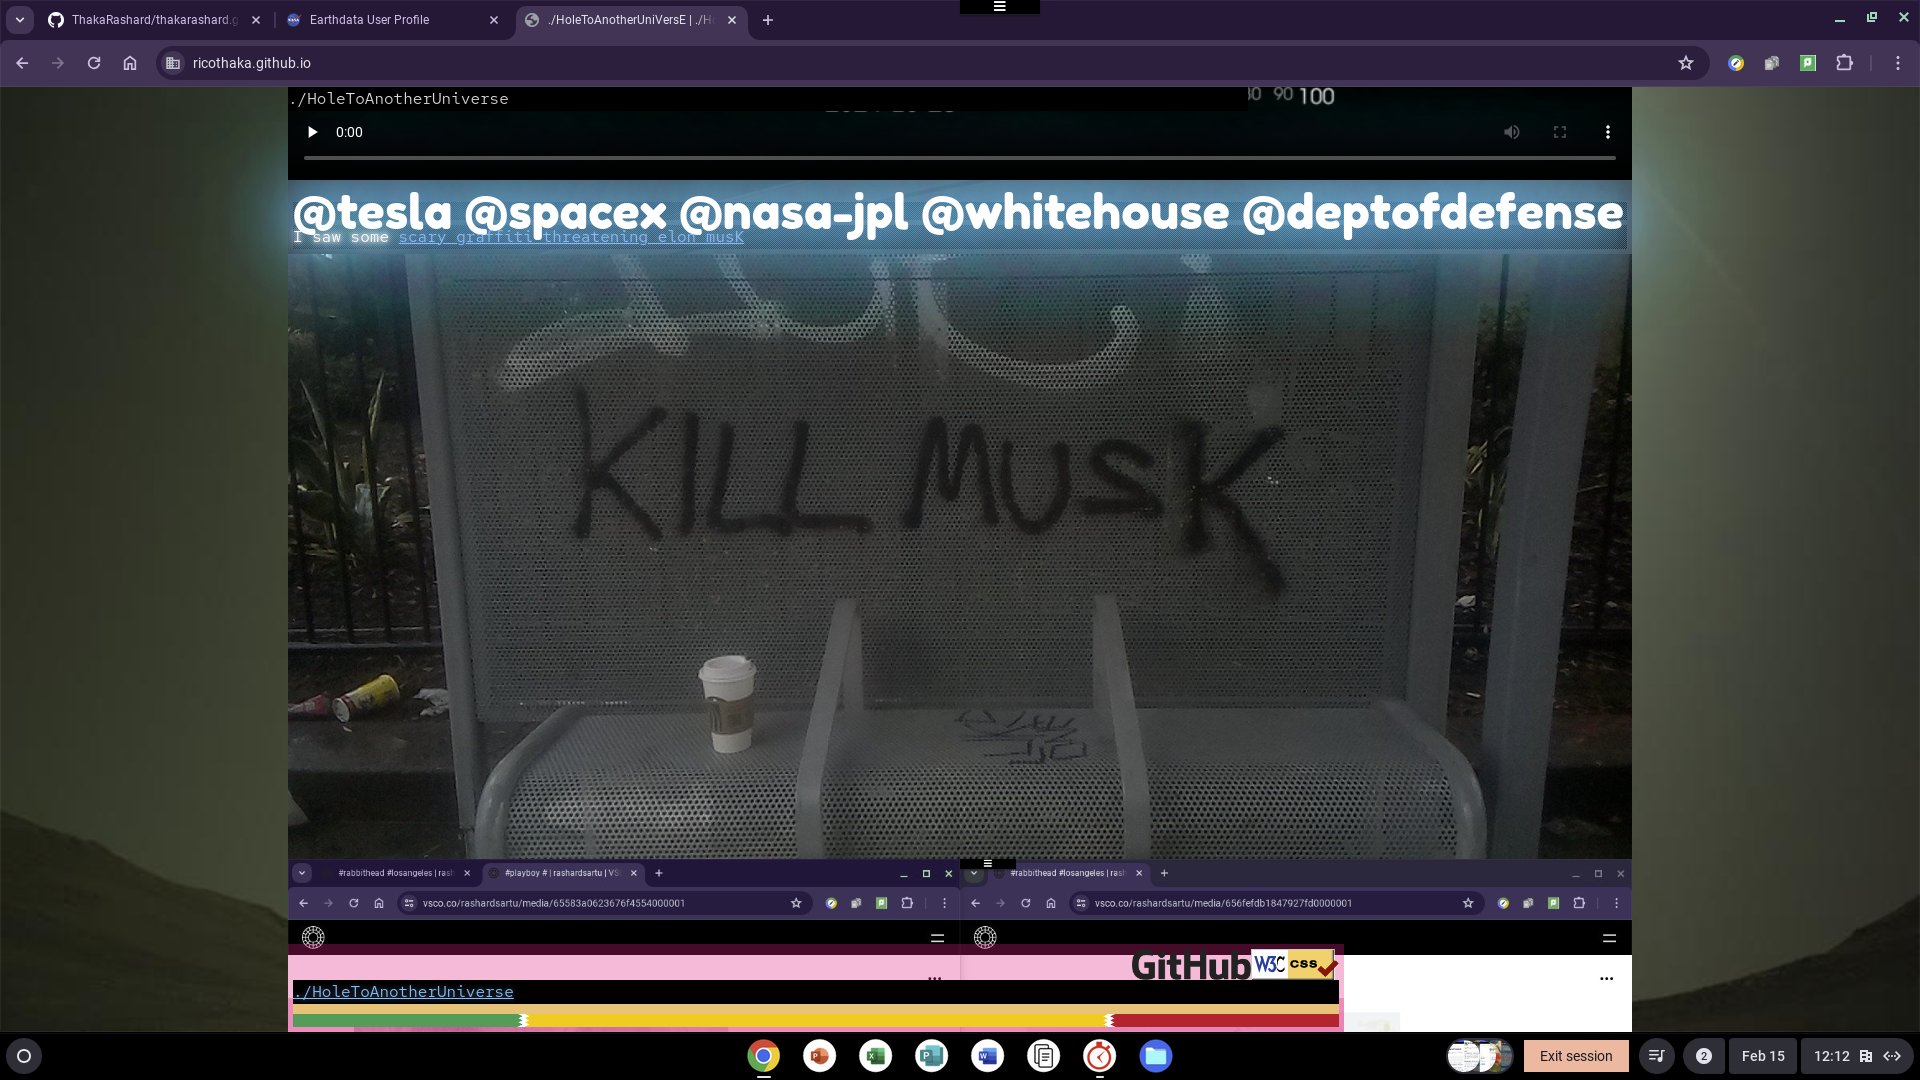 ThakaRashard/thakarashard.g
Earthdata User Profile
./HoleToAnotherUniVersE | ./Ho
ricothaka.github.io
./HoleToAnotherUniverse
90 100
0:00
@tesla @spacex @nasa-jpl @whitehouse @deptofdefense
I saw some scary graffiti threatening elon musK
KILL MUSK
#rabbithead #losangeles | rash
#playboy # | rashardsartu | VS
#rabbithead #losangeles | rash
vsco.co/rashardsartu/media/65583a0623676f4554000001
vsco.co/rashardsartu/media/656fefdb1847927fd0000001
GitHub W3C CSS
./HoleToAnotherUniverse
Exit session
2
Feb 15
12:12